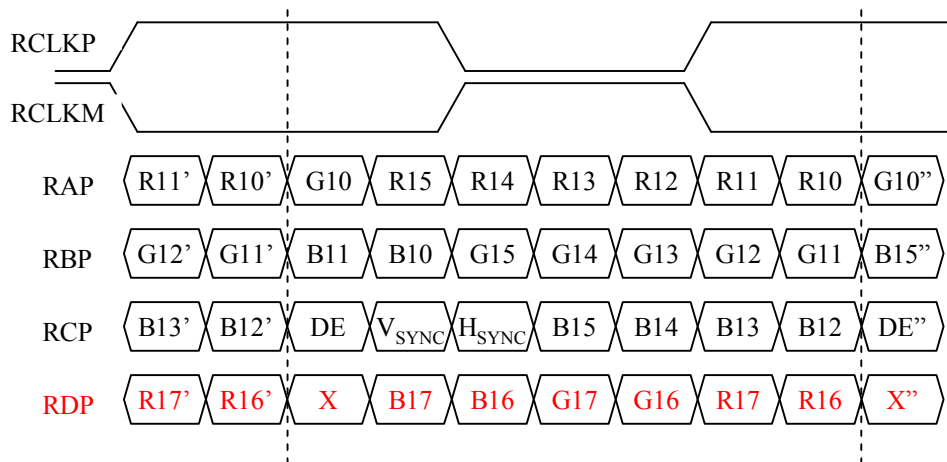 RCLKP
RCLKM
RAP R11’ R10’ G10 R15 R14 R13 R12 R11 R10 G10”
RBP G12’ G11’ B11 B10 G15 G14 G13 G12 G11 B15”
RCP B13’ B12’ DE VSYNC HSYNC B15 B14 B13 B12 DE”
RDP R17’ R16’ X B17 B16 G17 G16 R17 R16 X”